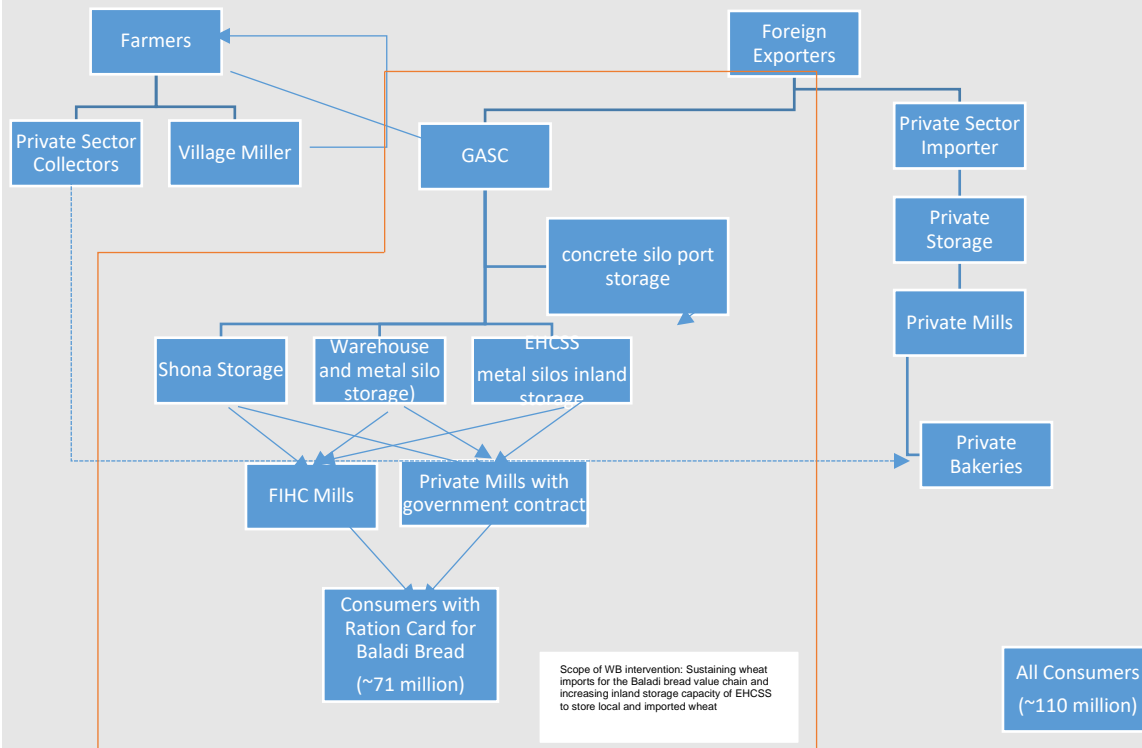 Farmers
Foreign
Exporters
Private Sector
Collectors
Village Miller
GASC
Private Sector
Importer
Private
Storage
concrete silo port
storage
Private Mills
Shona Storage
Warehouse
and metal silo
storage)
EHCSS
metal silos inland
storage
Private
Bakeries
FIHC Mills
Private Mills with
government contract
Consumers with
Ration Card for
Baladi Bread
(~71 million)
Scope of WB intervention: Sustaining wheat
imports for the Baladi bread value chain and
increasing inland storage capacity of EHCSS
to store local and imported wheat
All Consumers
(~110 million)